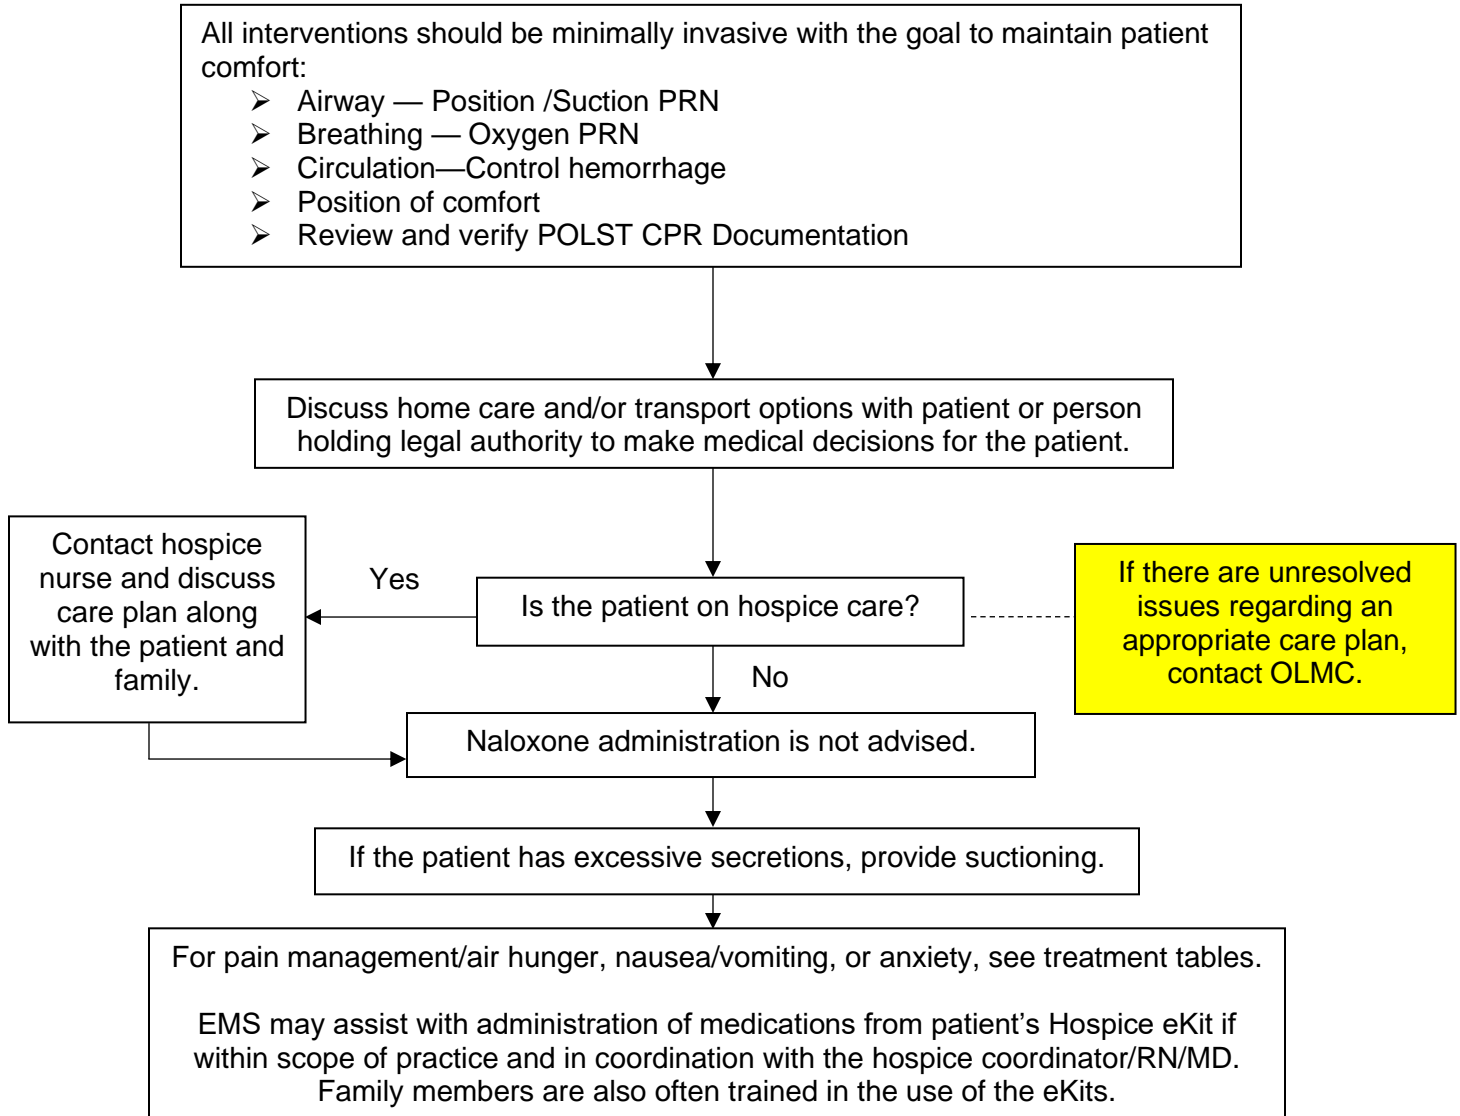 All interventions should be minimally invasive with the goal to maintain patient
comfort:
➢ Airway — Position /Suction PRN
➢ Breathing — Oxygen PRN
➢ Circulation—Control hemorrhage
➢ Position of comfort
➢ Review and verify POLST CPR Documentation
Discuss home care and/or transport options with patient or person
holding legal authority to make medical decisions for the patient.
Contact hospice
nurse and discuss
care plan along
with the patient and
family.
Yes
Is the patient on hospice care?
If there are unresolved
issues regarding an
appropriate care plan,
contact OLMC.
No
Naloxone administration is not advised.
If the patient has excessive secretions, provide suctioning.
For pain management/air hunger, nausea/vomiting, or anxiety, see treatment tables.
EMS may assist with administration of medications from patient's Hospice eKit if
within scope of practice and in coordination with the hospice coordinator/RN/MD.
Family members are also often trained in the use of the eKits.